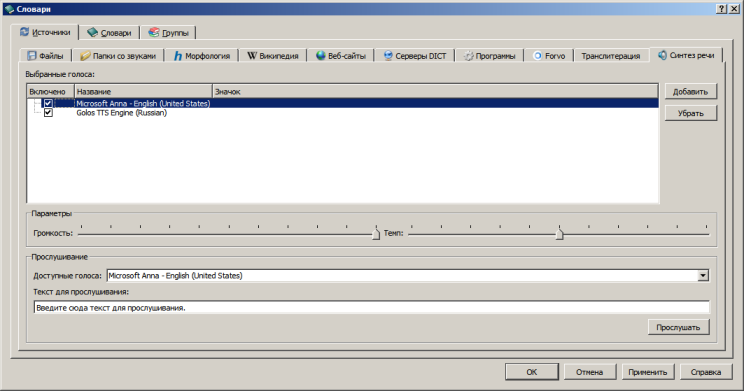 Словари
Источники Словари Группы
Файлы Папки со звуками Морфология Википедия Веб-сайты Серверы DICT Программы Forvo Транслитерация Синтез речи
Выбранные голоса:
Включено Название Значок Добавить
Microsoft Anna - English (United States)
Golos TTS Engine (Russian) Убрать
Параметры
Громкость: Темп:
Прослушивание
Доступные голоса: Microsoft Anna - English (United States)
Текст для прослушивания:
Введите сюда текст для прослушивания.
Прослушать
OK Отмена Применить Справка